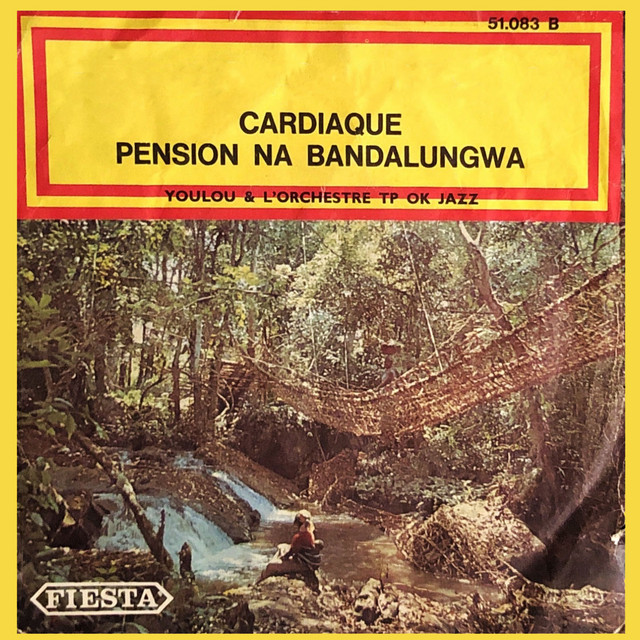 51.083 B
CARDIAQUE
PENSION NA BANDALUNGWA
YOULOU & L'ORCHESTRE TP OK JAZZ
FIESTA